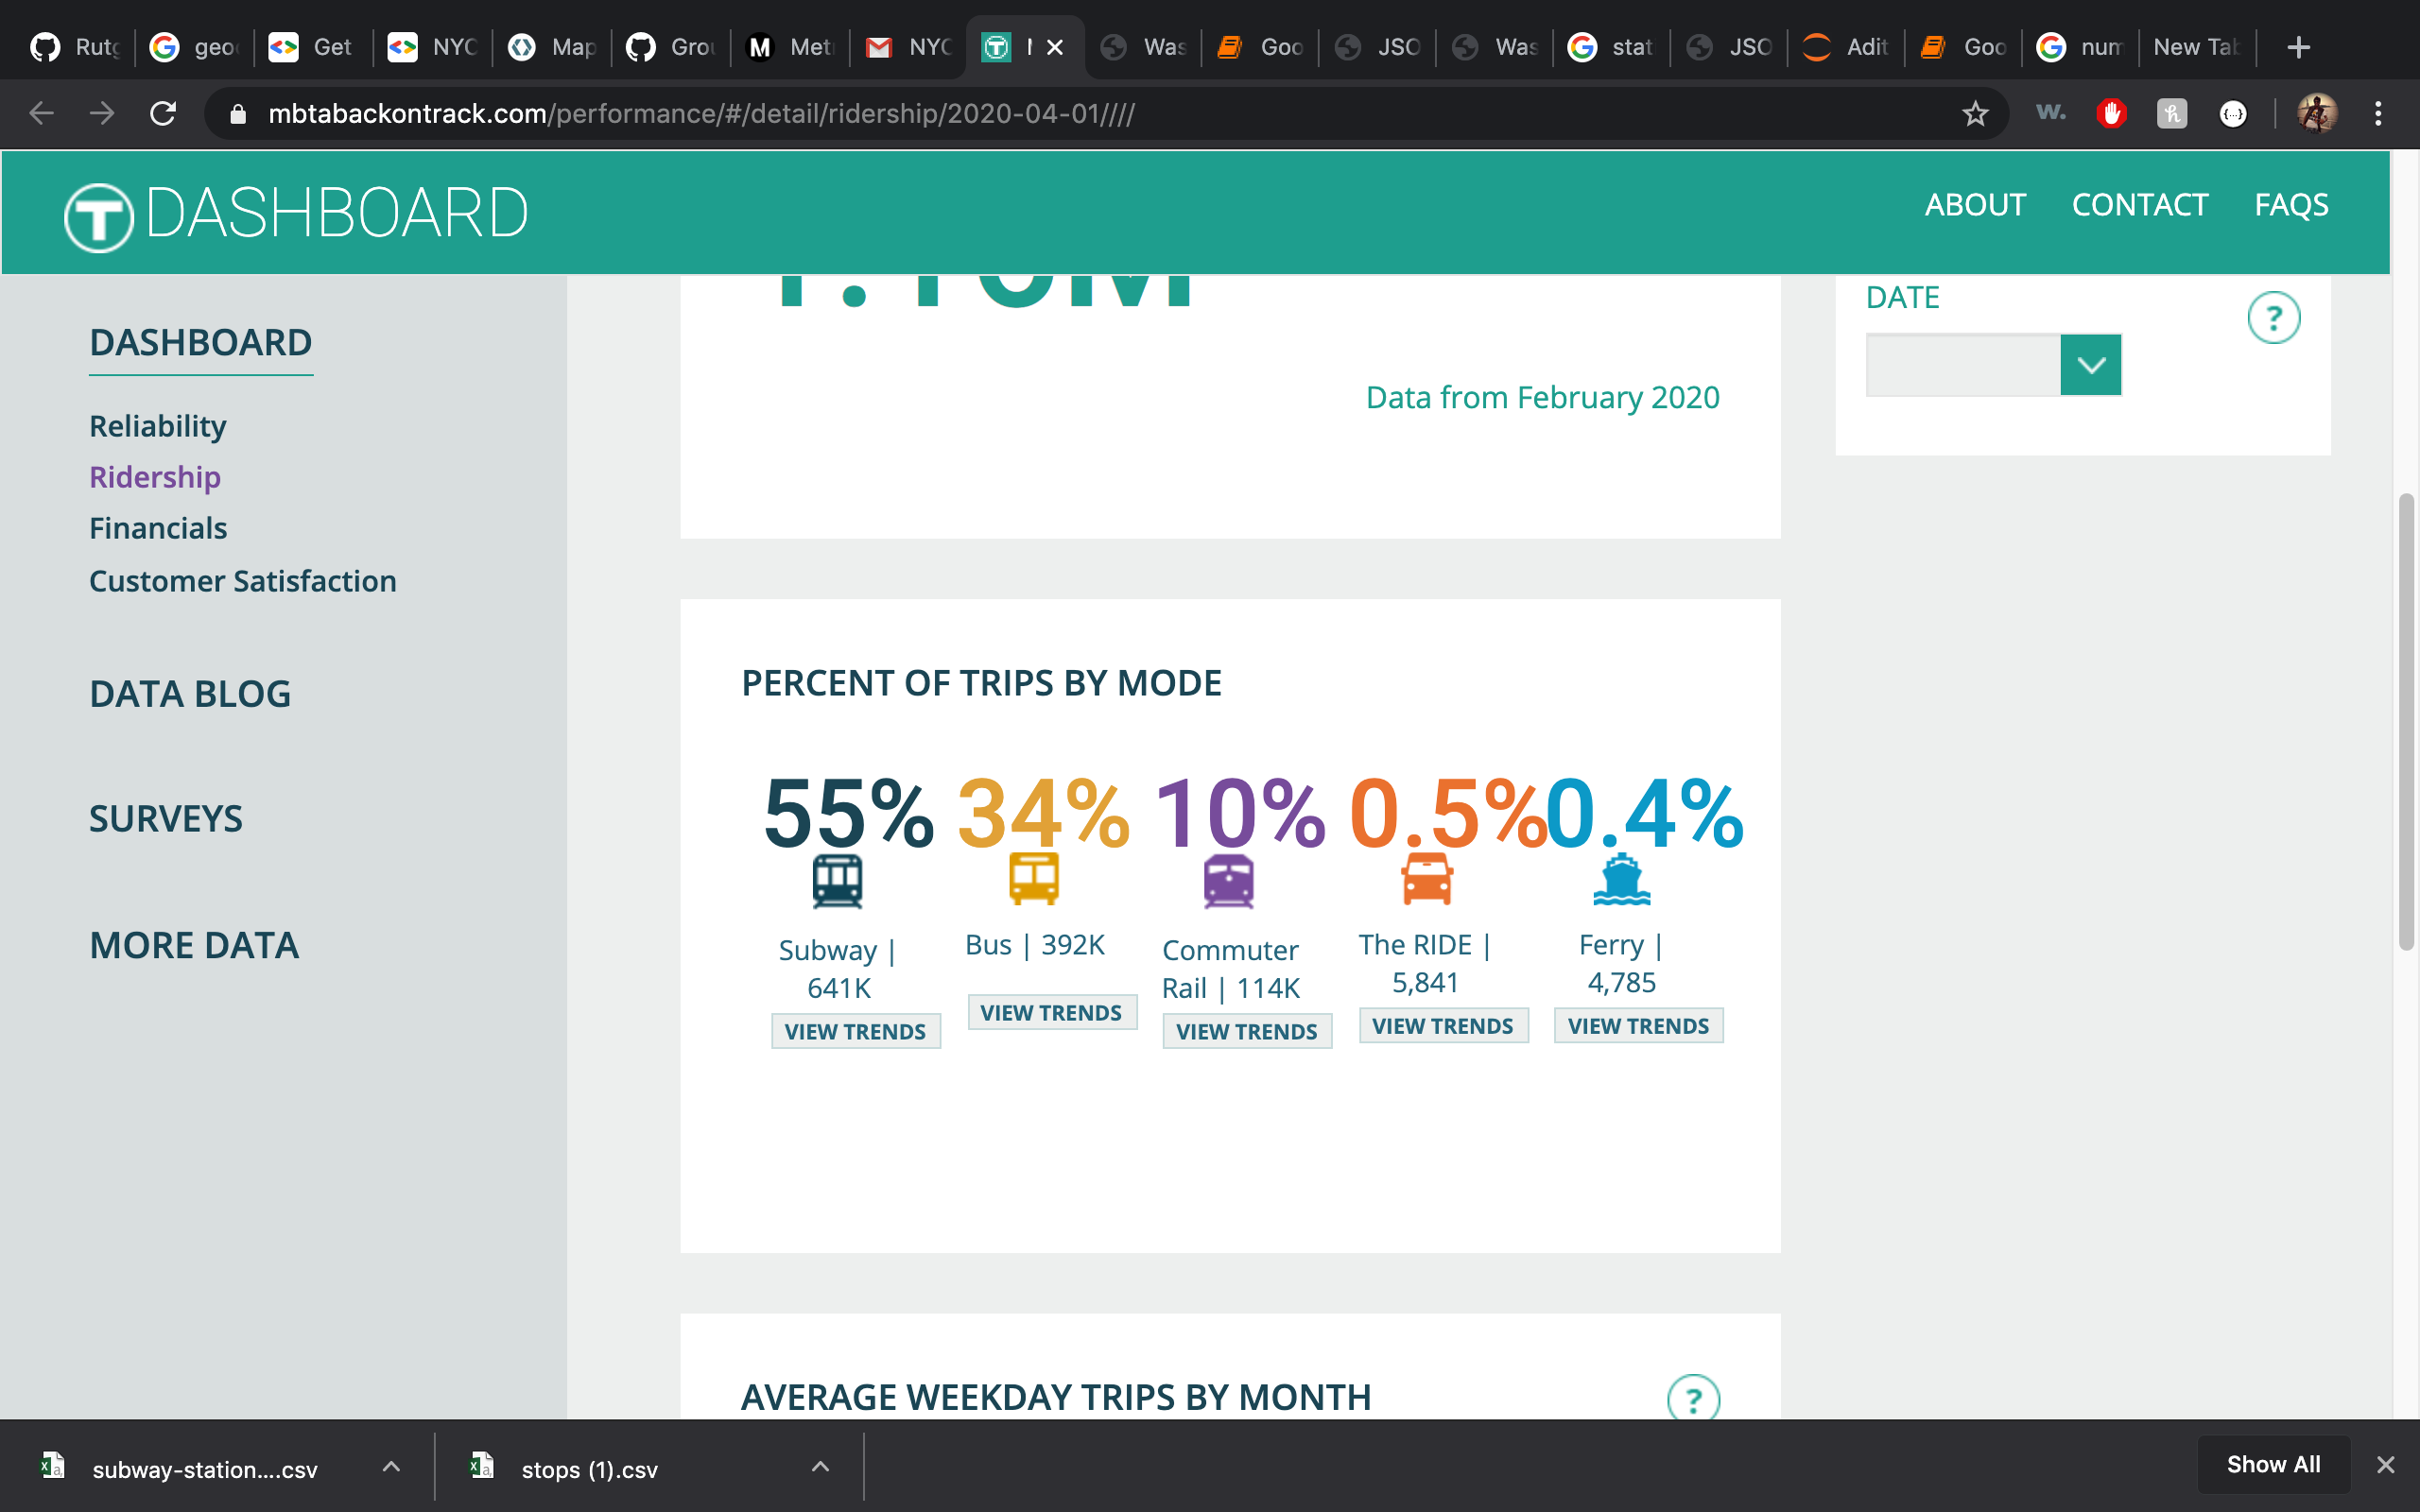 Rutg
geo
Get
NYC
Map
Grou
M Met
NYC
Was
Goo
JSO
Was
stat
JSO
Adit
Goo
num
New Tab
mbtabackontrack.com/performance/#/detail/ridership/2020-04-01////
w.
T DASHBOARD
ABOUT CONTACT FAQS
DASHBOARD
Reliability
Ridership
Financials
Customer Satisfaction
DATA BLOG
SURVEYS
MORE DATA
Data from February 2020
DATE
?
PERCENT OF TRIPS BY MODE
55% 34% 10% 0.5% 0.4%
Subway |
641K
VIEW TRENDS
Bus | 392K
VIEW TRENDS
Commuter
Rail | 114K
VIEW TRENDS
The RIDE |
5,841
VIEW TRENDS
Ferry |
4,785
VIEW TRENDS
AVERAGE WEEKDAY TRIPS BY MONTH
?
subway-station....csv
stops (1).csv
Show All